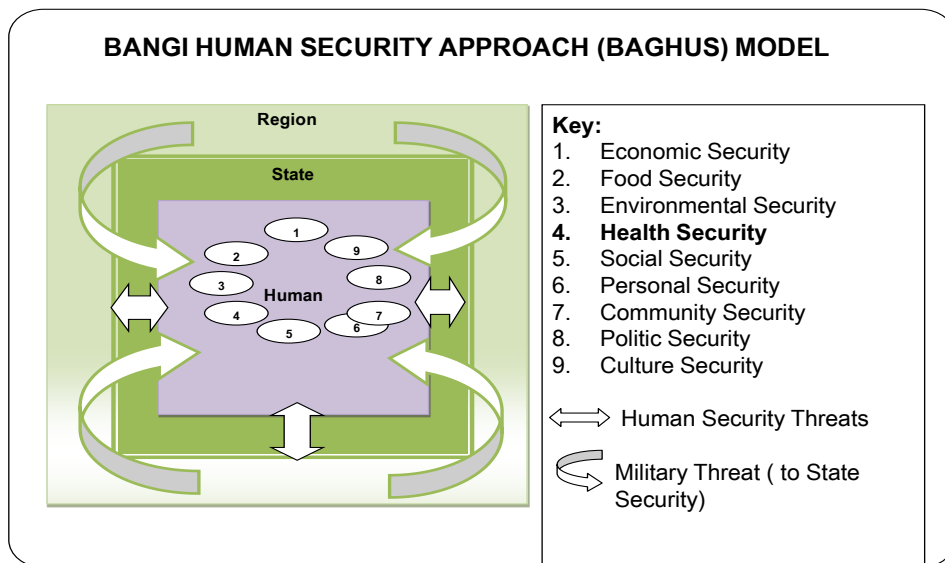 BANGI HUMAN SECURITY APPROACH (BAGHUS) MODEL
Region
State
1
2
9
3
8
Human
4
7
6
5
Key:
1. Economic Security
2. Food Security
3. Environmental Security
4. Health Security
5. Social Security
6. Personal Security
7. Community Security
8. Politic Security
9. Culture Security
Human Security Threats
Military Threat ( to State
Security)